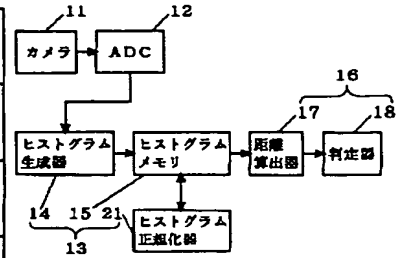 11
12
カメラ
ADC
16
17
18
ヒストグラム
生成器
ヒストグラム
メモリ
距離
算出器
判定器
14
15
21
ヒストグラム
正規化器
13